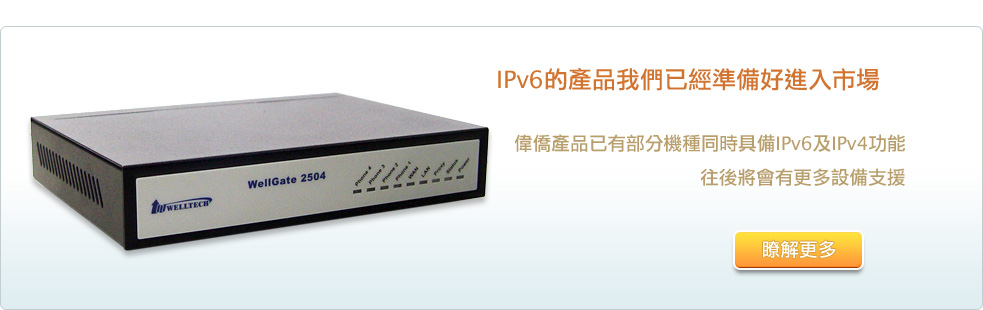 IPv6的產品我們已經準備好進入市場
偉僑產品已有部分機種同時具備IPv6及IPv4功能
往後將會有更多設備支援
瞭解更多
WellGate 2504
Phone 4
Phone 3
Phone 2
Phone 1
WAN
LAN
Proxy
Status
Power
WELLTECH